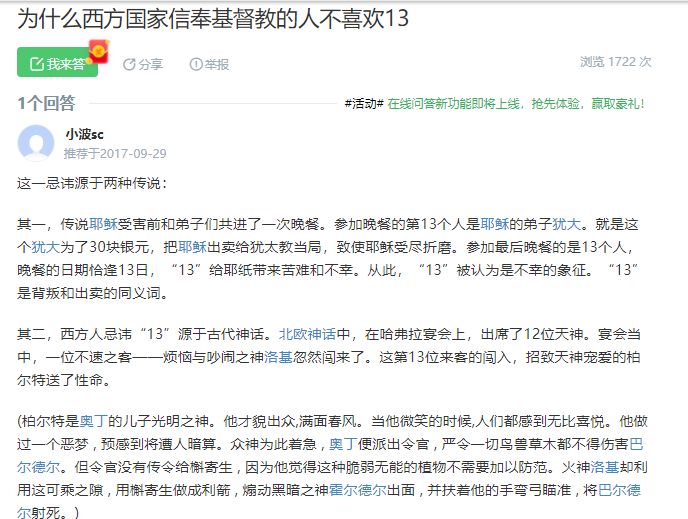 为什么西方国家信奉基督教的人不喜欢13
我来答 分享 举报 浏览 1722 次
1个回答 #活动# 在线问答新功能即将上线，抢先体验，赢取豪礼！
小波sc
推荐于2017-09-29
这一忌讳源于两种传说：
其一，传说耶稣受害前和弟子们共进了一次晚餐。参加晚餐的第13个人是耶稣的弟子犹大。就是这
个犹大为了30块银元，把耶稣出卖给犹太教当局，致使耶稣受尽折磨。参加最后晚餐的是13个人，
晚餐的日期恰逢13日，“13”给耶纸带来苦难和不幸。从此，“13”被认为是不幸的象征。“13”
是背叛和出卖的同义词。
其二，西方人忌讳“13”源于古代神话。北欧神话中，在哈弗拉宴会上，出席了12位天神。宴会当
中，一位不速之客——烦恼与吵闹之神洛基忽然闯来了。这第13位来客的闯入，招致天神宠爱的柏
尔特送了性命。
(柏尔特是奥丁的儿子光明之神。他才貌出众,满面春风。当他微笑的时候,人们都感到无比喜悦。他做
过一个恶梦，预感到将遭人暗算。众神为此着急，奥丁便派出令官，严令一切鸟兽草木都不得伤害巴
尔德尔。但令官没有传令给槲寄生，因为他觉得这种脆弱无能的植物不需要加以防范。火神洛基却利
用这可乘之隙，用槲寄生做成利箭，煽动黑暗之神霍尔德尔出面，并扶着他的手弯弓瞄准，将巴尔德
尔射死。)